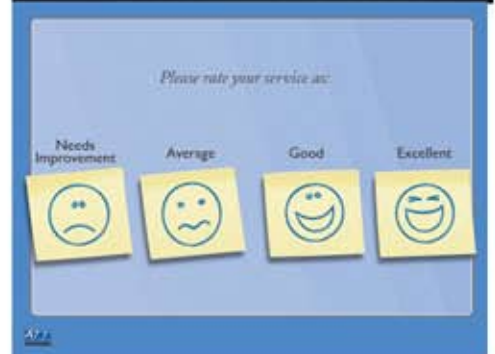 Please rate your service as:
Needs
Improvement
Average
Good
Excellent